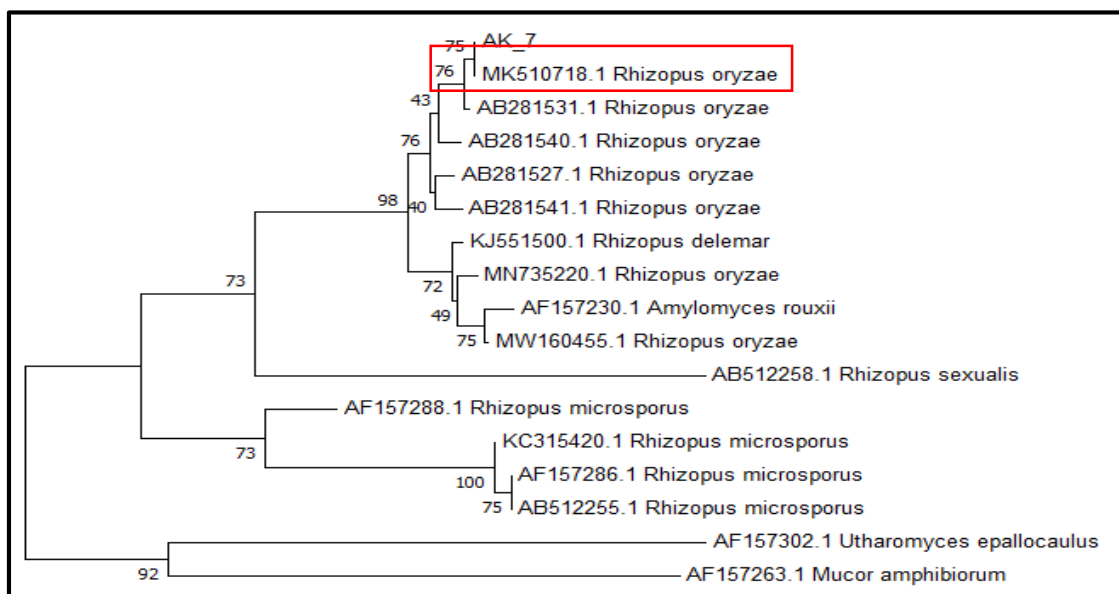 75 AK_7
76 MK510718.1 Rhizopus oryzae
43 AB281531.1 Rhizopus oryzae
76 AB281540.1 Rhizopus oryzae
AB281527.1 Rhizopus oryzae
98 40 AB281541.1 Rhizopus oryzae
KJ551500.1 Rhizopus delemar
73 72 MN735220.1 Rhizopus oryzae
49 AF157230.1 Amylomyces rouxii
75 MW160455.1 Rhizopus oryzae
AB512258.1 Rhizopus sexualis
AF157288.1 Rhizopus microsporus
73 KC315420.1 Rhizopus microsporus
100 AF157286.1 Rhizopus microsporus
75 AB512255.1 Rhizopus microsporus
AF157302.1 Utharomyces epallocaulus
92 AF157263.1 Mucor amphibiorum